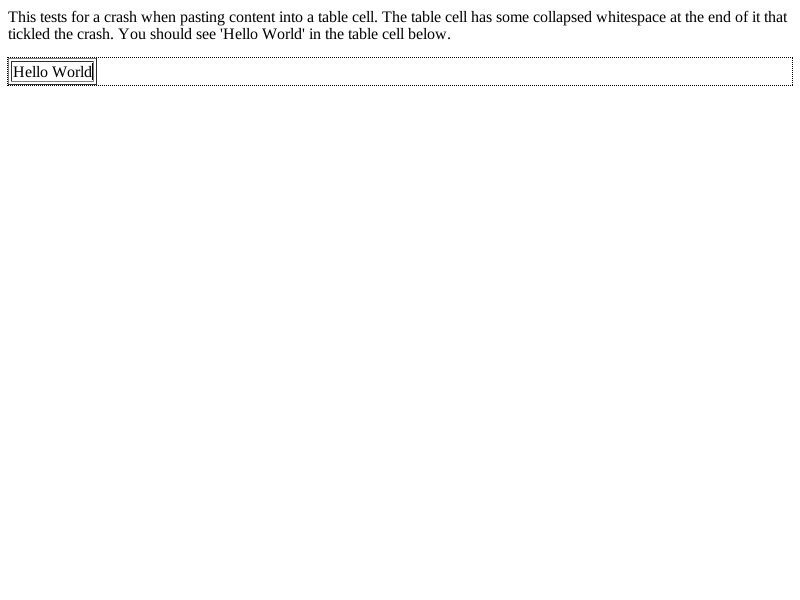 This tests for a crash when pasting content into a table cell. The table cell has some collapsed whitespace at the end of it that
tickled the crash. You should see 'Hello World' in the table cell below.
Hello World